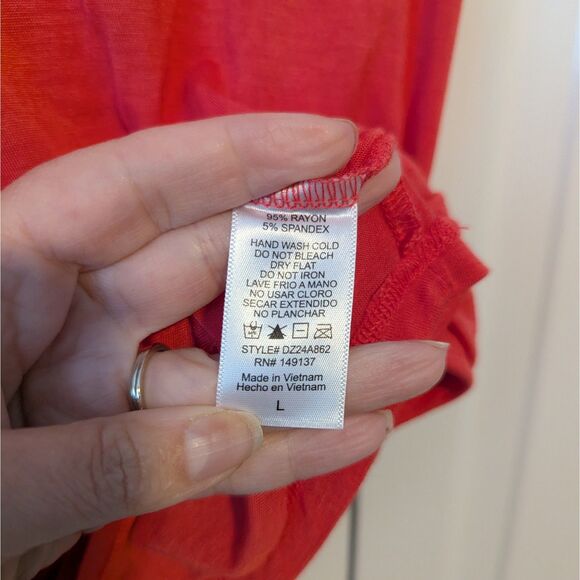 95% RAYON
5% SPANDEX
HAND WASH COLD
DO NOT BLEACH
DRY FLAT
DO NOT IRON
LAVE FRIO A MANO
NO USAR CLORO
SECAR EXTENDIDO
NO PLANCHAR
STYLE# DZ24A862
RN# 149137
Made in Vietnam
Hecho en Vietnam
L